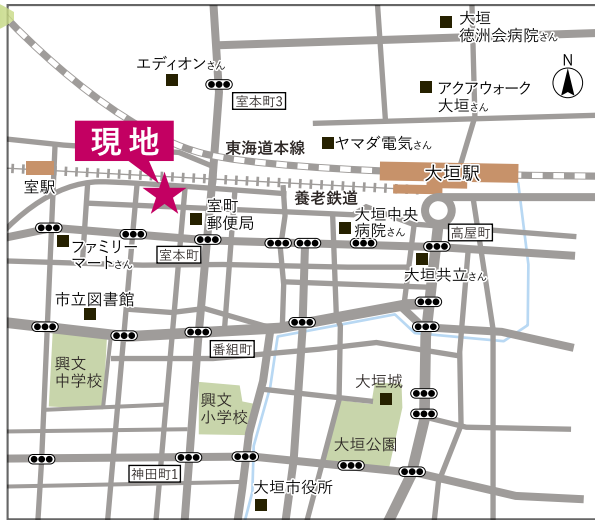 大垣
徳洲会病院さん
エディオンさん
アクアウォーク
大垣さん
N
室本町3
現地
東海道本線
ヤマダ電気さん
大垣駅
室駅
養老鉄道
室町
郵便局
大垣中央
病院さん
高屋町
ファミリー
マートさん
室本町
大垣共立さん
市立図書館
番組町
興文
中学校
大垣城
興文
小学校
大垣公園
神田町1
大垣市役所